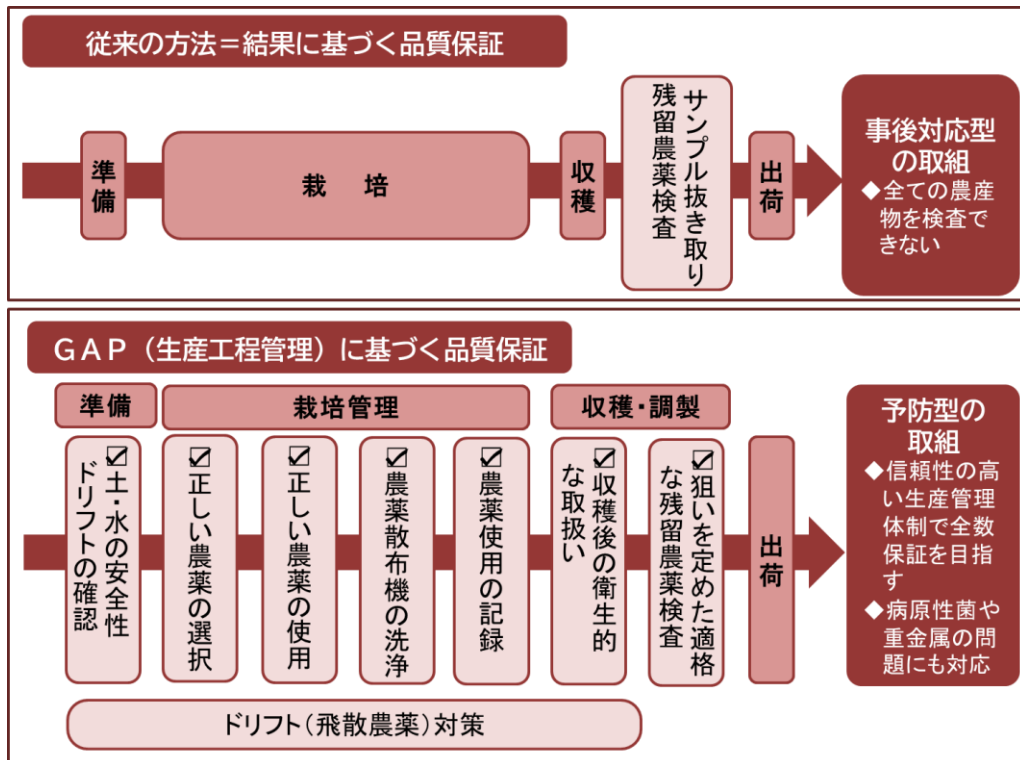 従来の方法＝結果に基づく品質保証
準備
栽　培
収穫
サンプル抜き取り
残留農薬検査
出荷
事後対応型
の取組
◆全ての農産
物を検査で
きない
ＧＡＰ（生産工程管理）に基づく品質保証
準備
栽培管理
収穫・調製
☑土・水の安全性
ドリフトの確認
☑正しい農薬の選択
☑正しい農薬の使用
☑農薬散布機の洗浄
☑農薬使用の記録
☑収穫後の衛生的
な取扱い
☑狙いを定めた適格
な残留農薬検査
出荷
予防型の
取組
◆信頼性の高
い生産管理
体制で全数
保証を目指
す
◆病原性菌や
重金属の問
題にも対応
ドリフト（飛散農薬）対策